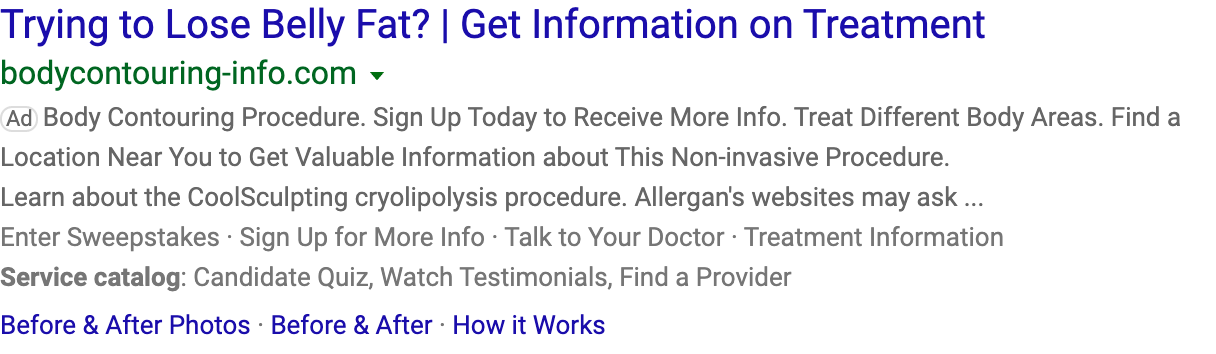 Trying to Lose Belly Fat? | Get Information on Treatment
bodycontouring-info.com
Ad Body Contouring Procedure. Sign Up Today to Receive More Info. Treat Different Body Areas. Find a
Location Near You to Get Valuable Information about This Non-invasive Procedure.
Learn about the CoolSculpting cryolipolysis procedure. Allergan's websites may ask ...
Enter Sweepstakes · Sign Up for More Info · Talk to Your Doctor · Treatment Information
Service catalog: Candidate Quiz, Watch Testimonials, Find a Provider
Before & After Photos · Before & After · How it Works